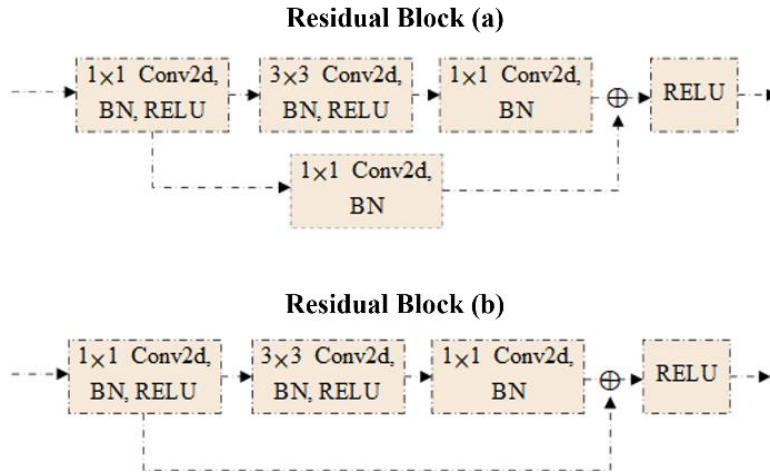 Residual Block (a)
1×1 Conv2d,
BN, RELU
3×3 Conv2d,
BN, RELU
1×1 Conv2d,
BN
⊕
RELU
1×1 Conv2d,
BN
Residual Block (b)
1×1 Conv2d,
BN, RELU
3×3 Conv2d,
BN, RELU
1×1 Conv2d,
BN
⊕
RELU